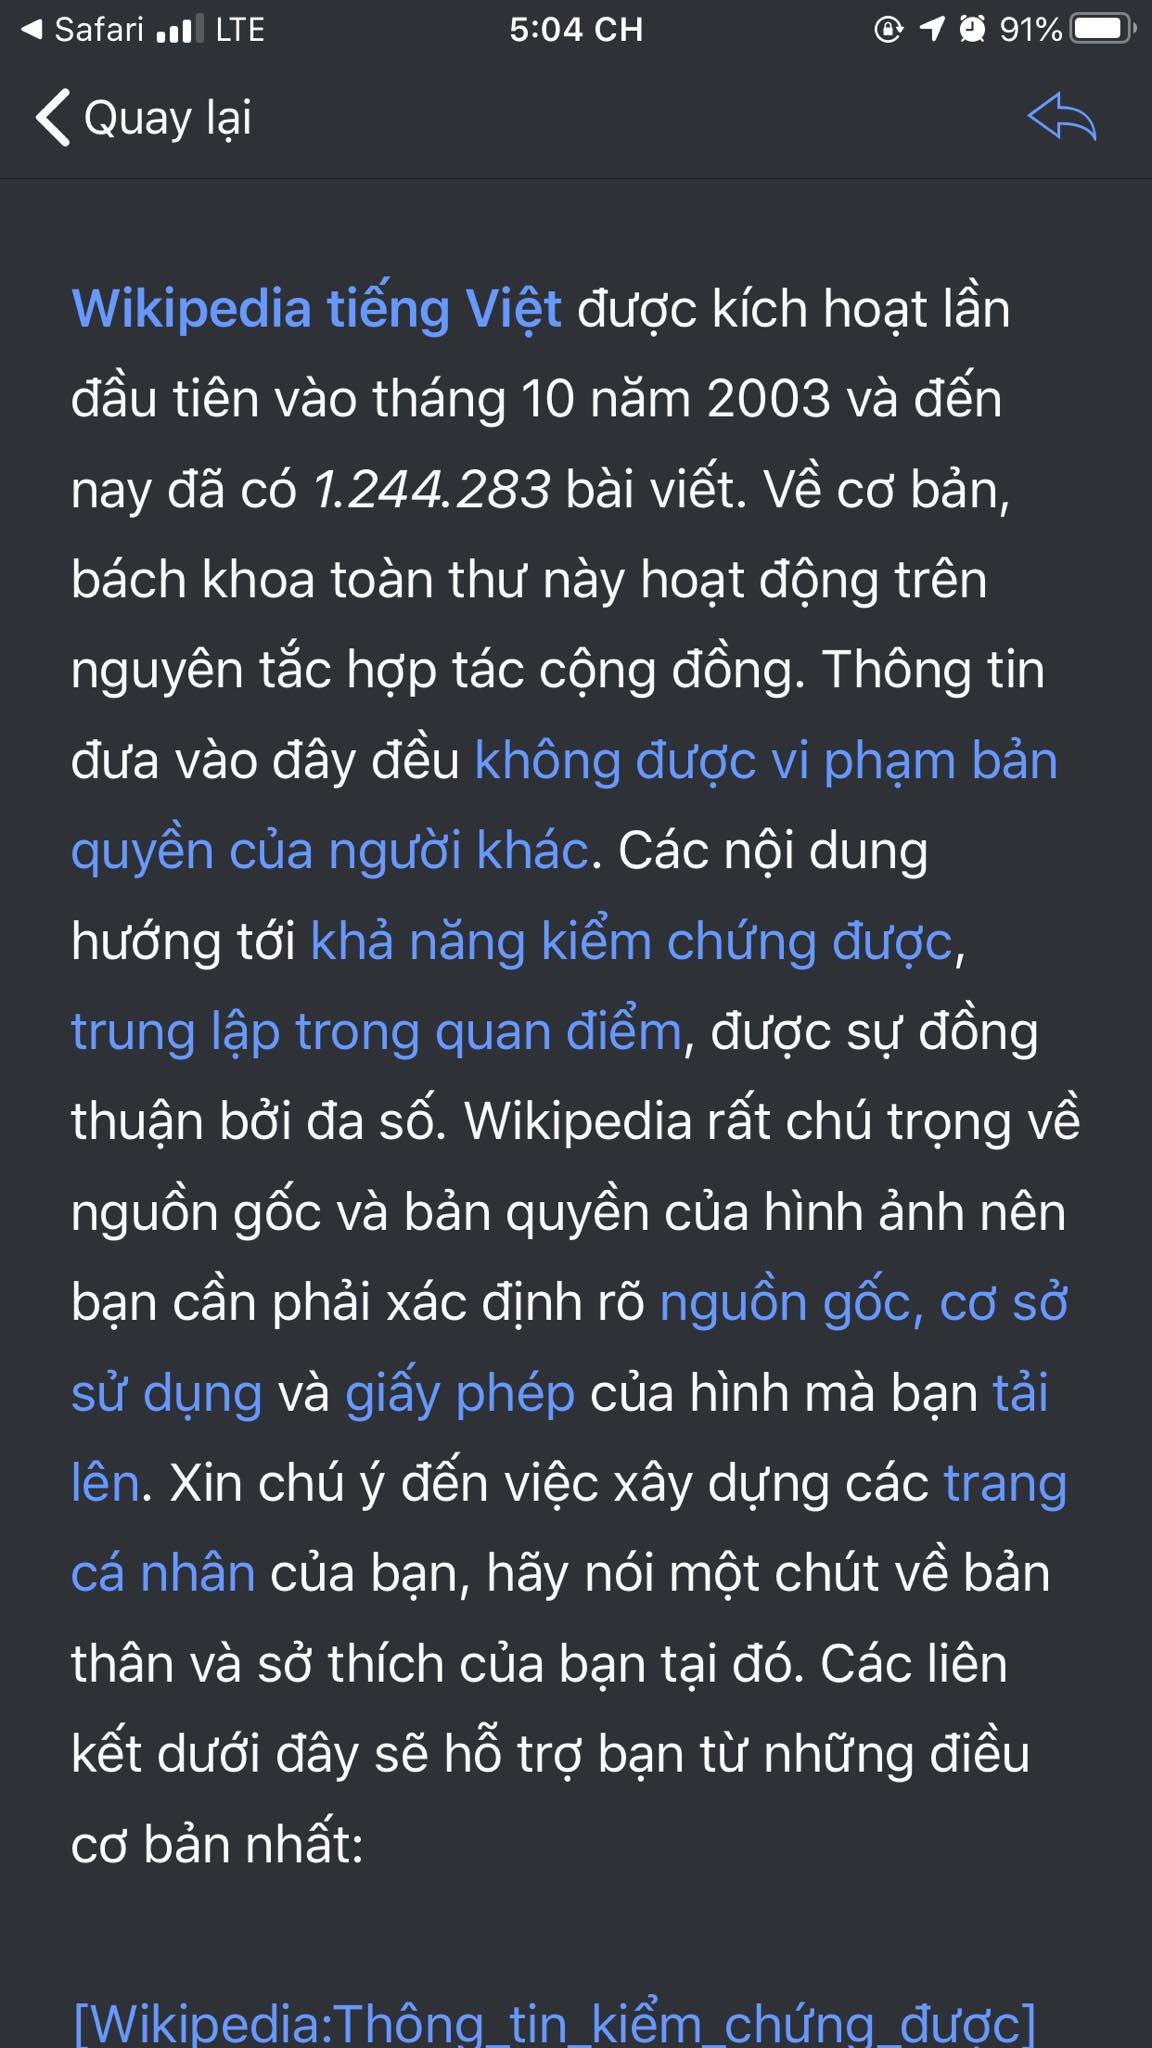 Safari LTE 5:04 CH 91%
Quay lại
Wikipedia tiếng Việt được kích hoạt lần
đầu tiên vào tháng 10 năm 2003 và đến
nay đã có 1.244.283 bài viết. Về cơ bản,
bách khoa toàn thư này hoạt động trên
nguyên tắc hợp tác cộng đồng. Thông tin
đưa vào đây đều không được vi phạm bản
quyền của người khác. Các nội dung
hướng tới khả năng kiểm chứng được,
trung lập trong quan điểm, được sự đồng
thuận bởi đa số. Wikipedia rất chú trọng về
nguồn gốc và bản quyền của hình ảnh nên
bạn cần phải xác định rõ nguồn gốc, cơ sở
sử dụng và giấy phép của hình mà bạn tải
lên. Xin chú ý đến việc xây dựng các trang
cá nhân của bạn, hãy nói một chút về bản
thân và sở thích của bạn tại đó. Các liên
kết dưới đây sẽ hỗ trợ bạn từ những điều
cơ bản nhất:
[Wikipedia:Thông_tin_kiểm_chứng_được]